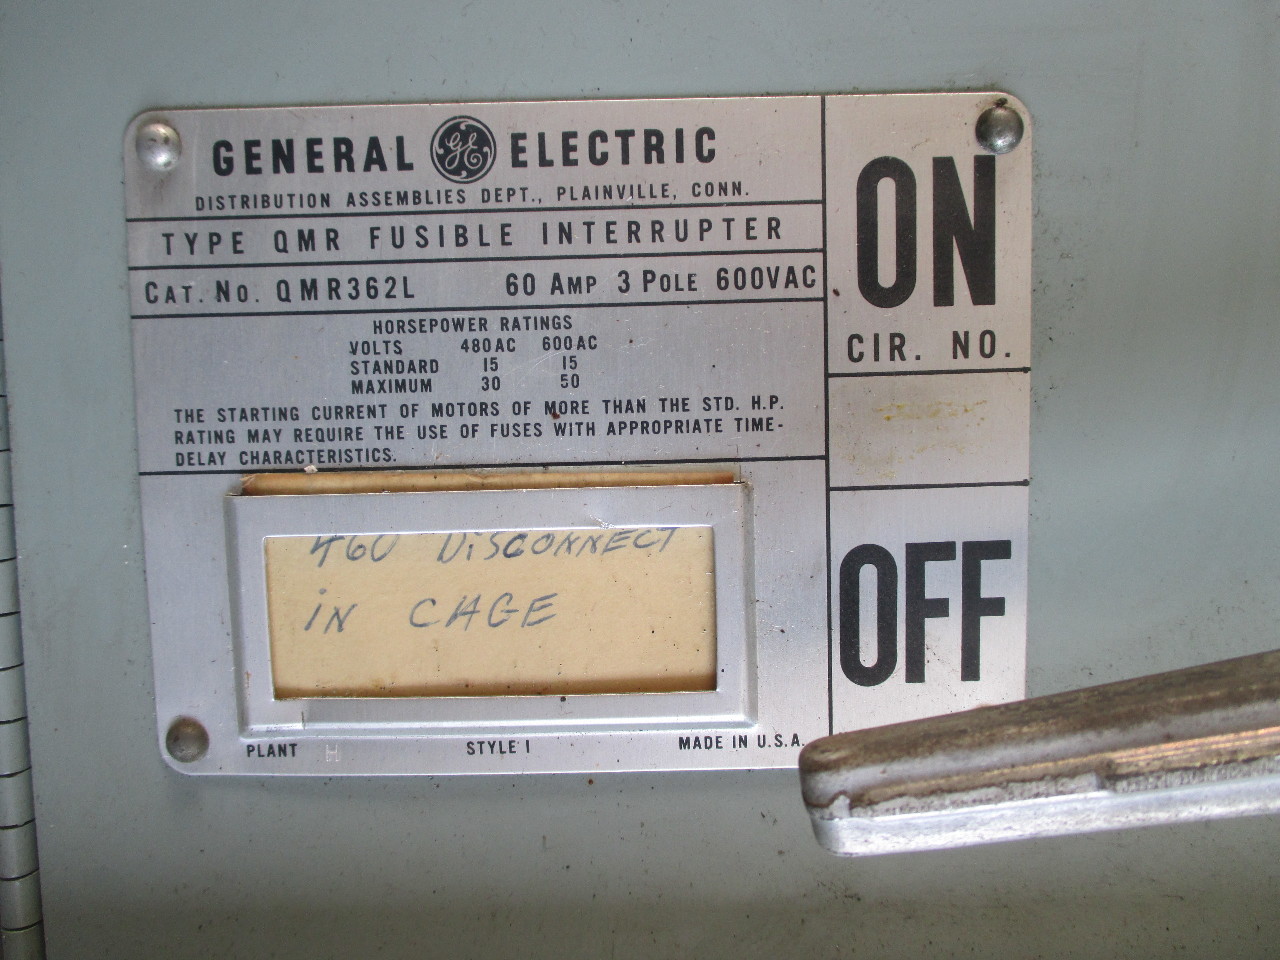 GENERAL GE ELECTRIC
DISTRIBUTION ASSEMBLIES DEPT., PLAINVILLE, CONN.
TYPE QMR FUSIBLE INTERRUPTER
CAT. NO. QMR362L 60 AMP 3 POLE 600VAC
HORSEPOWER RATINGS
VOLTS 480AC 600AC
STANDARD 15 15
MAXIMUM 30 50
THE STARTING CURRENT OF MOTORS OF MORE THAN THE STD. H.P.
RATING MAY REQUIRE THE USE OF FUSES WITH APPROPRIATE TIME-
DELAY CHARACTERISTICS.
460 DiSCONNECT
iN CAGE
PLANT H STYLE 1 MADE IN U.S.A.
ON
CIR. NO.
OFF